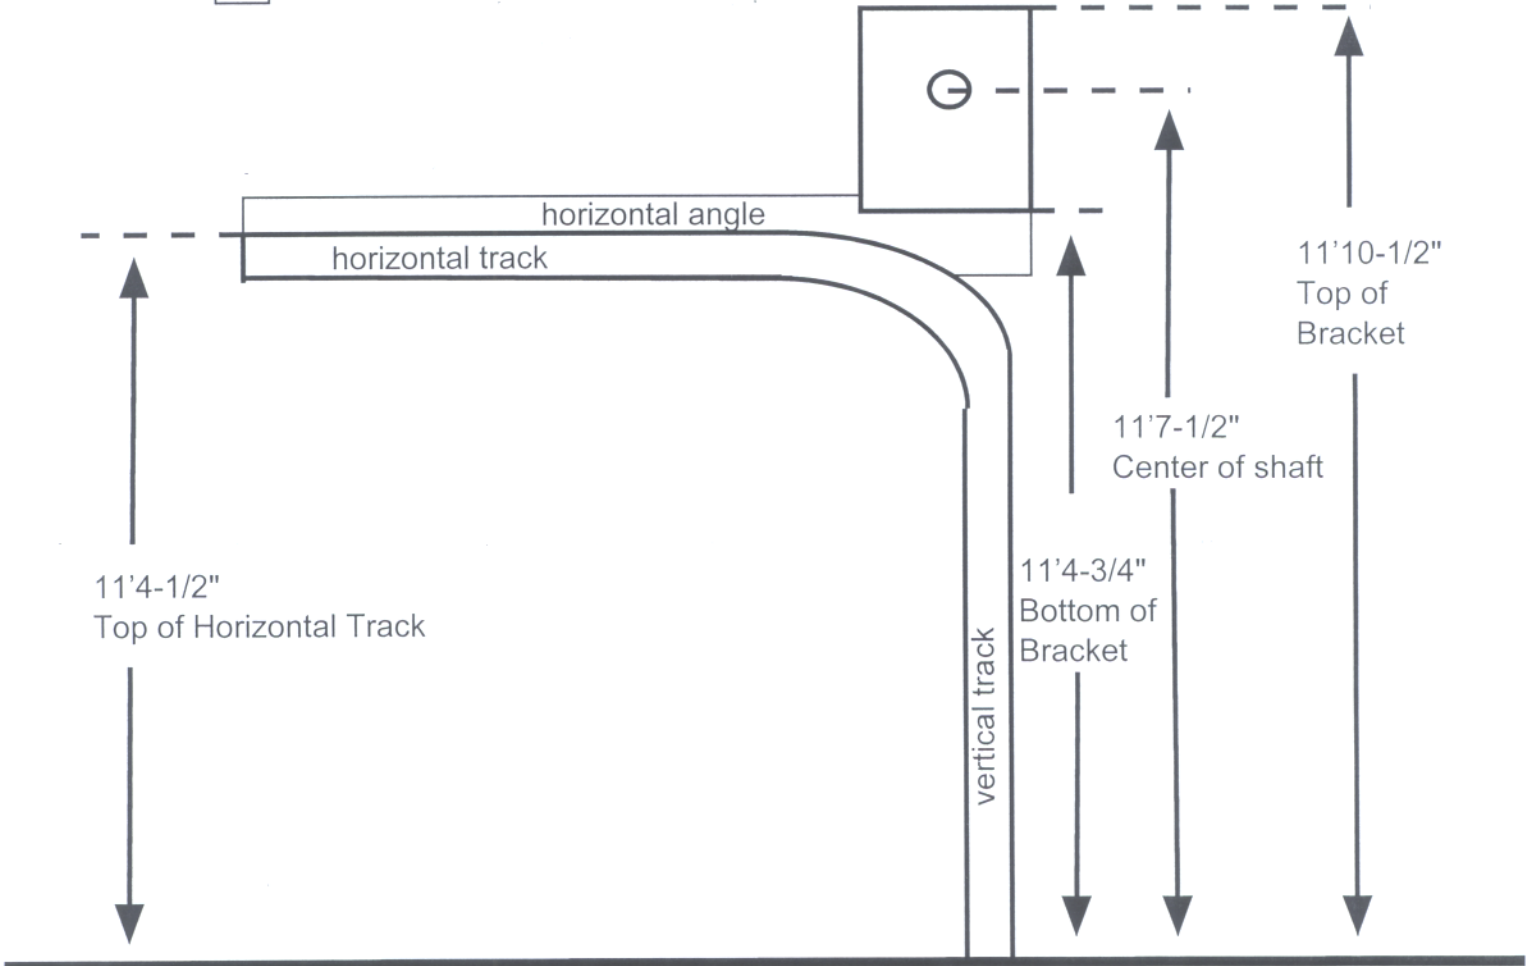 horizontal angle
horizontal track
11'10-1/2"
Top of
Bracket
11'7-1/2"
Center of shaft
11'4-3/4"
Bottom of
Bracket
11'4-1/2"
Top of Horizontal Track
vertical track